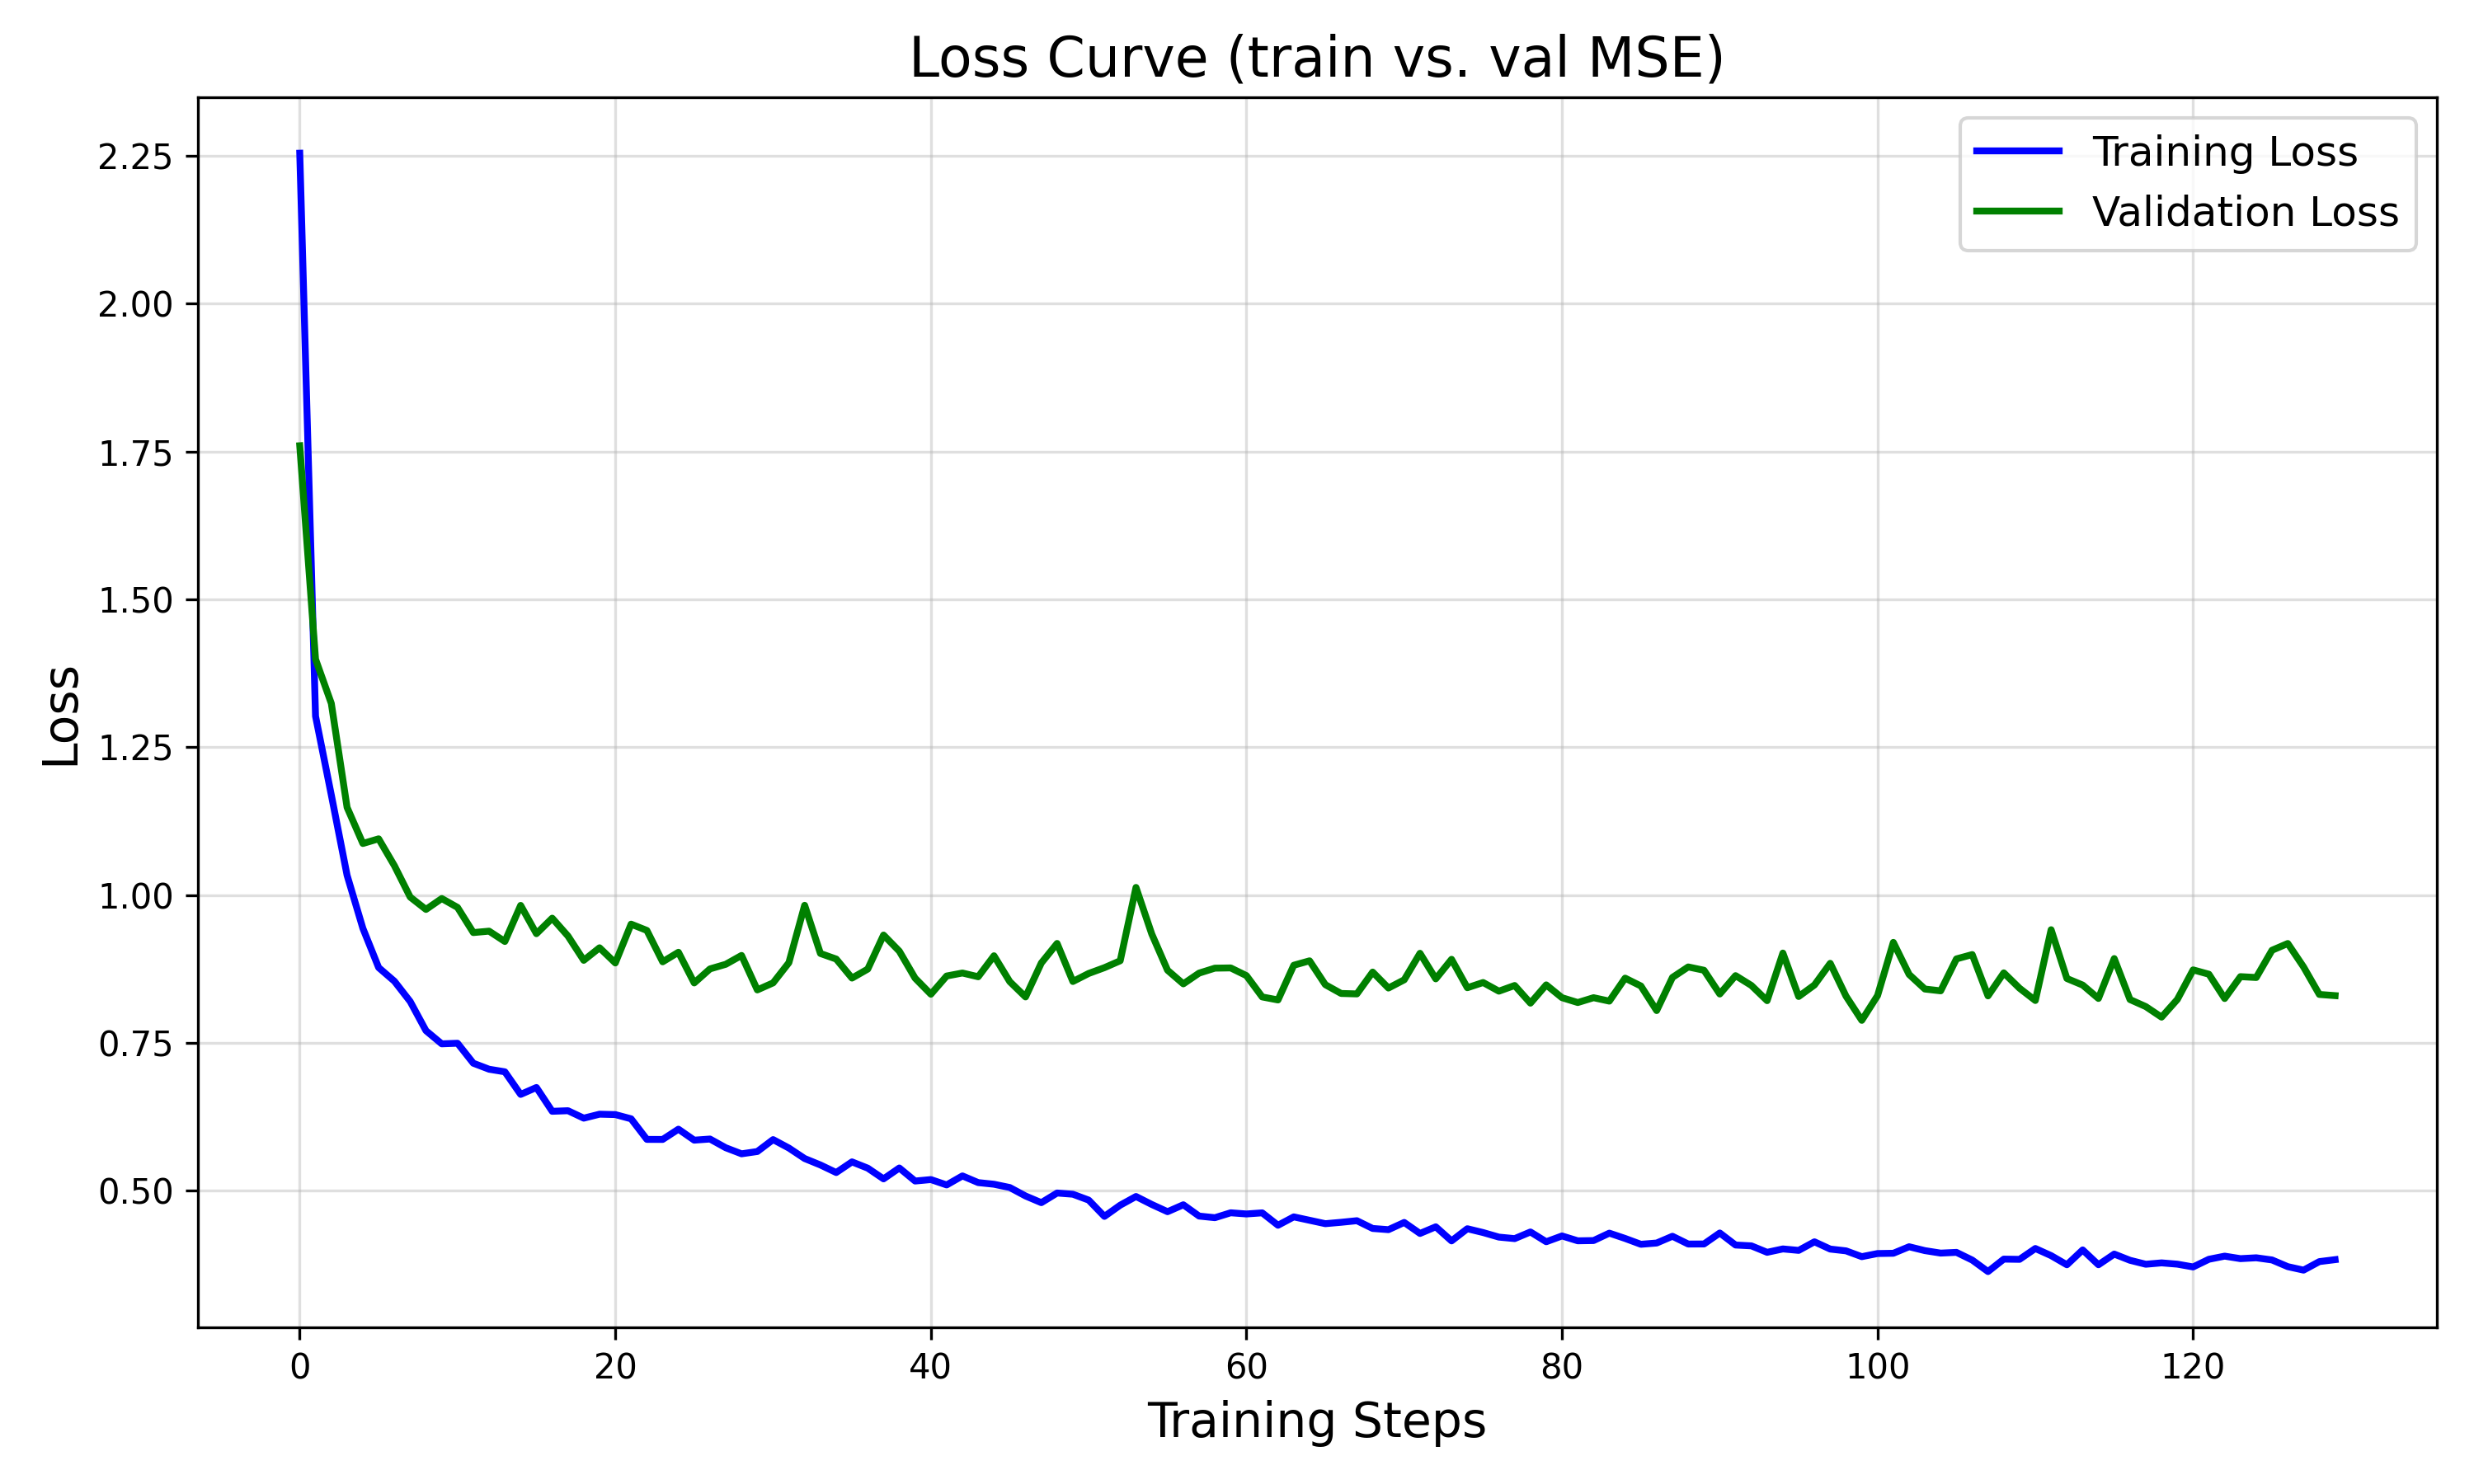 Loss Curve (train vs. val MSE)
Training Loss
Validation Loss
2.25
2.00
1.75
1.50
1.25
1.00
0.75
0.50
Loss
0 20 40 60 80 100 120
Training Steps